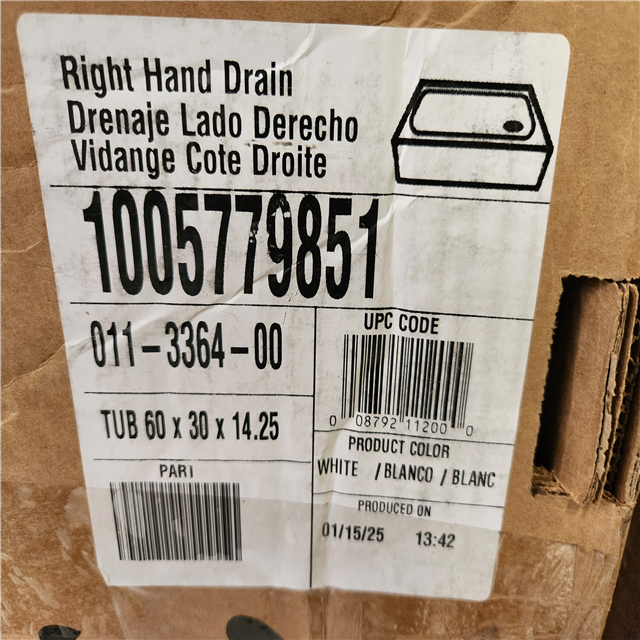 Right Hand Drain
Drenaje Lado Derecho
Vidange Cote Droite
1005779851
011-3364-00
UPC CODE
0 08792 11200 0
TUB 60 x 30 x 14.25
PRODUCT COLOR
WHITE / BLANCO / BLANC
PARI
PRODUCED ON
01/15/25 13:42